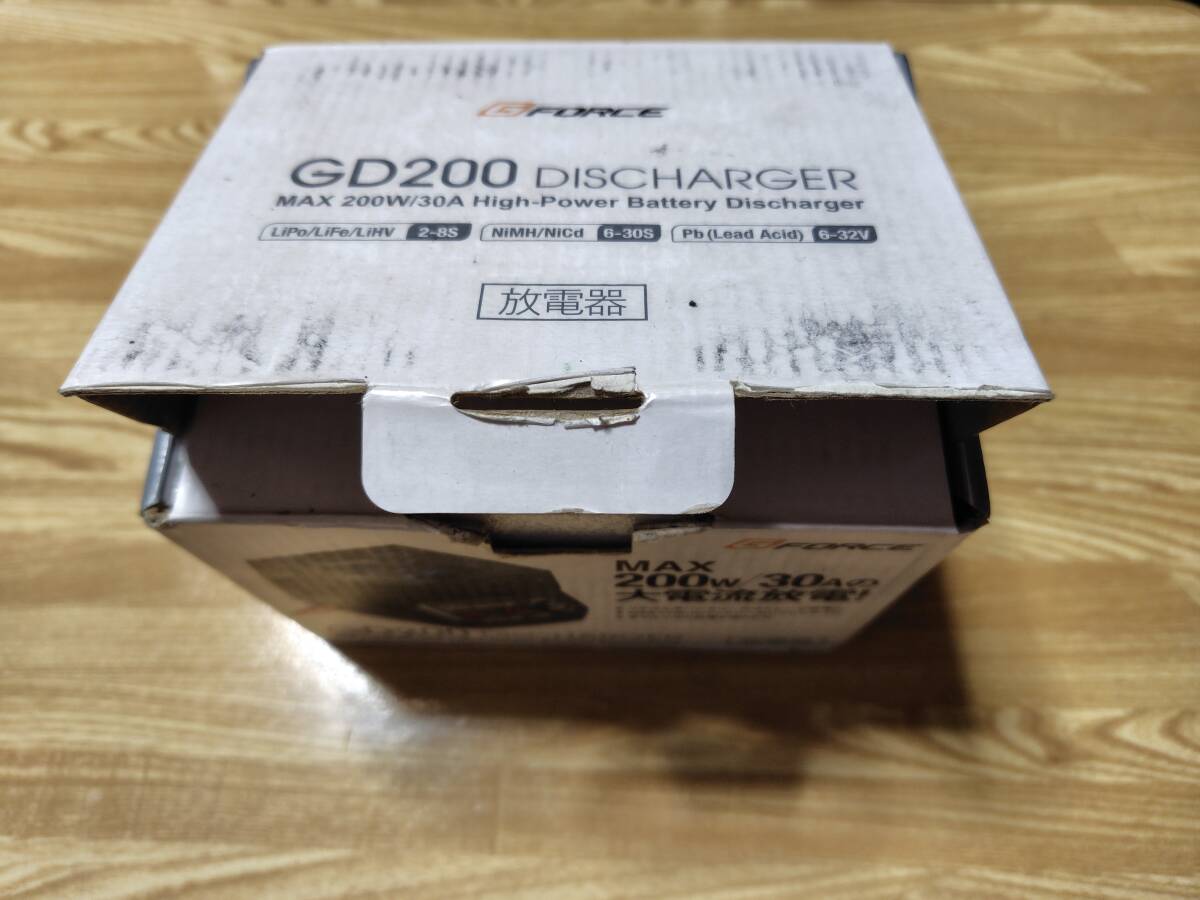 GFORCE
GD200 DISCHARGER
MAX 200W/30A High-Power Battery Discharger
LiPo/LiFe/LiHV 2-8S NiMH/NiCd 6-30S Pb(Lead Acid) 6-32V
放電器
GFORCE
MAX
200W/30Aの
大電流放電!